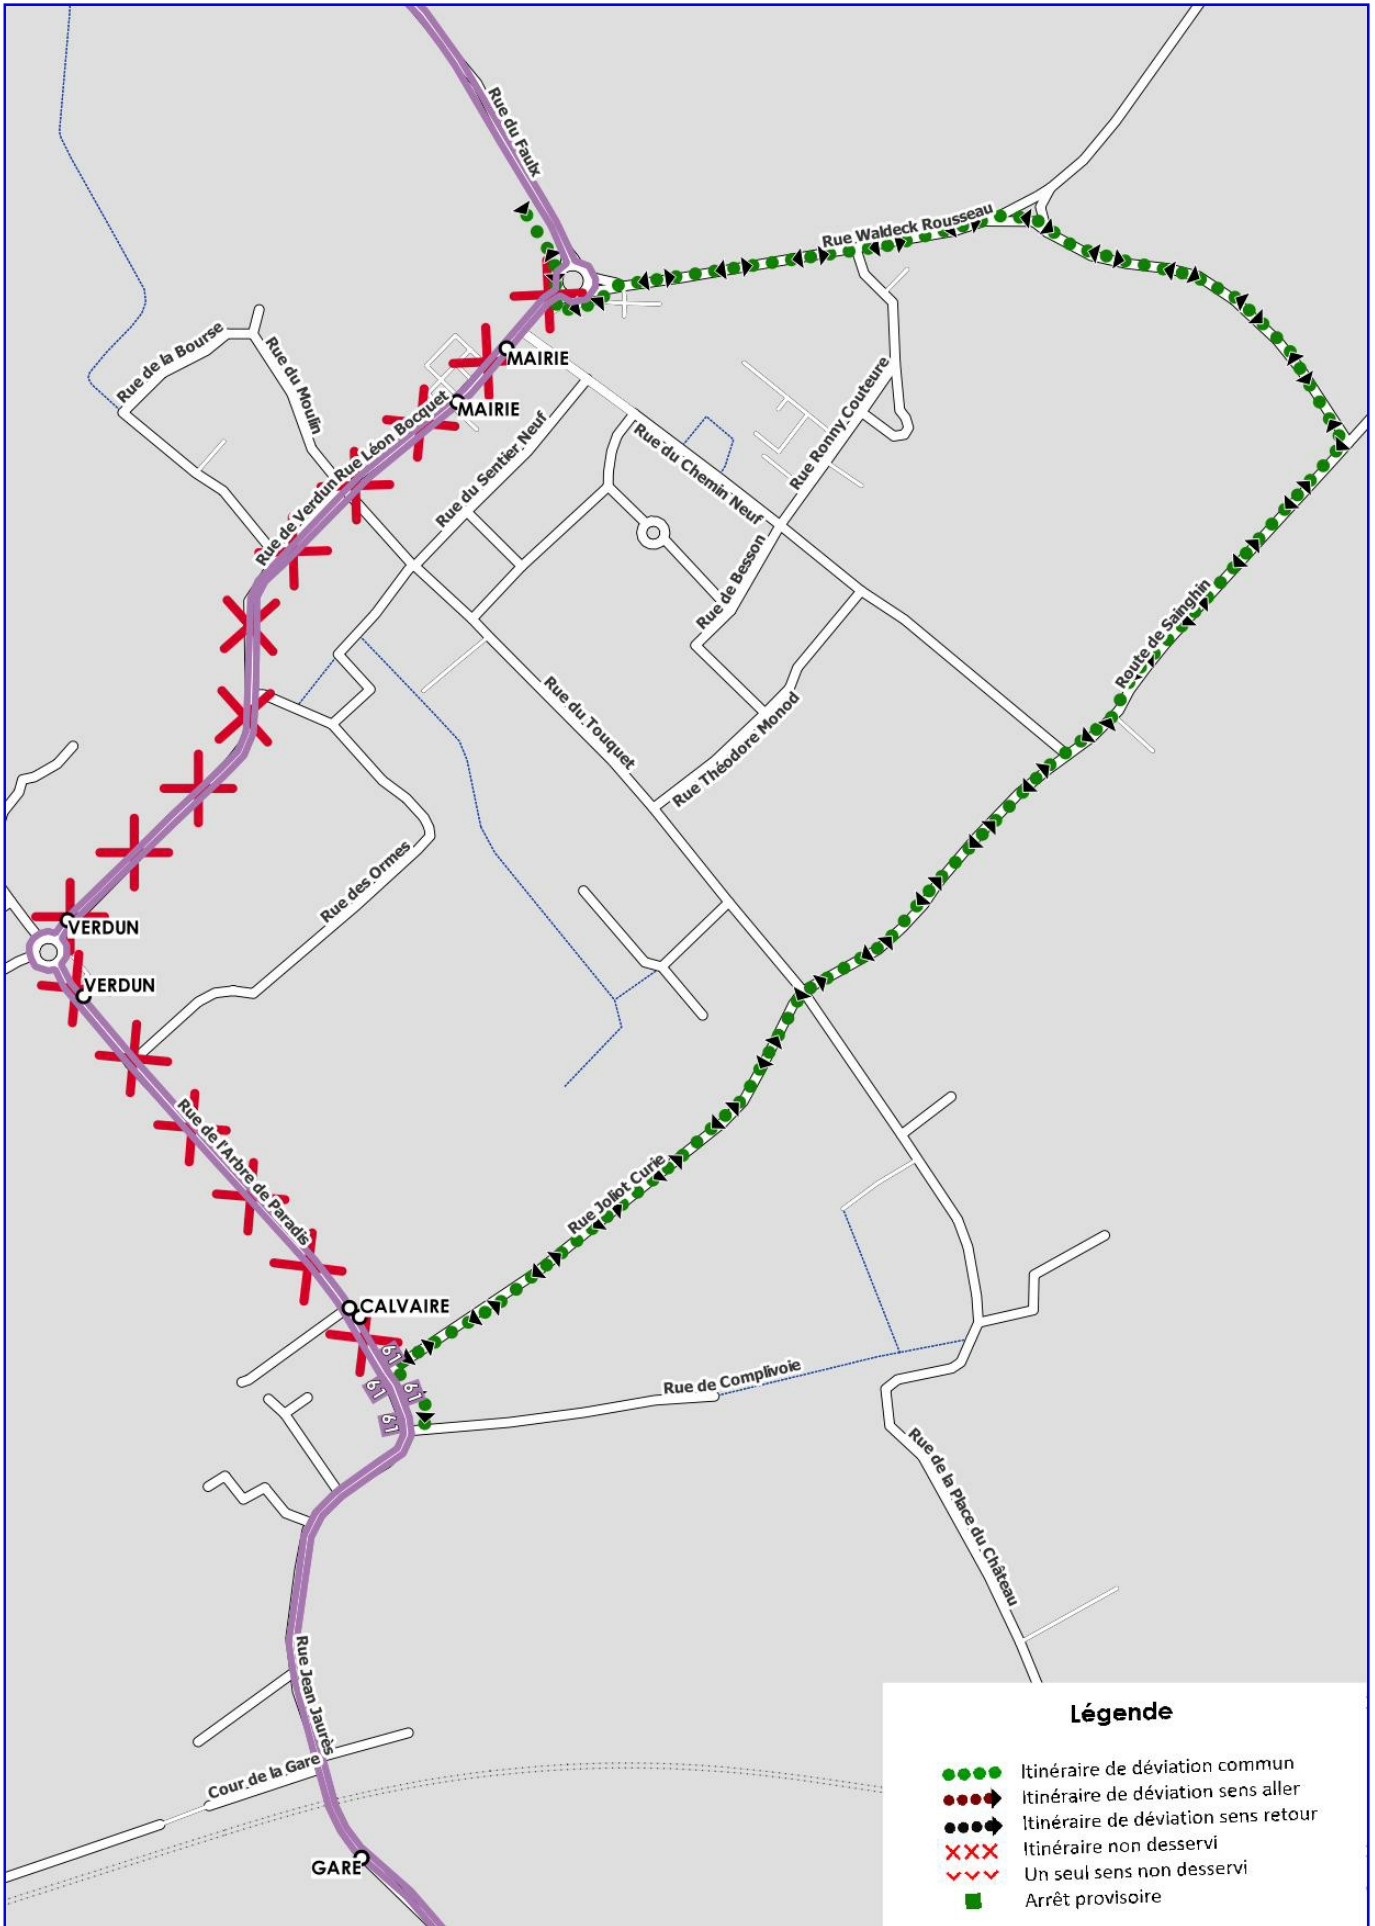 Rue du Faulx
Rue Waldeck Rousseau
Rue de la Bourse
Rue du Moulin
MAIRIE
MAIRIE
Rue Léon Bocquet
Rue de Verdun
Rue du Sentier Neuf
Rue du Chemin Neuf
Rue Ronny Couteure
Rue de Besson
Route de Sainghin
Rue du Touquet
Rue Théodore Monod
Rue des Ormes
VERDUN
VERDUN
Rue de l'Arbre de Paradis
Rue Joliot Curie
CALVAIRE
61
61
61
61
Rue de Complivoie
Rue de la Place du Château
Rue Jean Jaurès
Cour de la Gare
GARE
Légende
Itinéraire de déviation commun
Itinéraire de déviation sens aller
Itinéraire de déviation sens retour
Itinéraire non desservi
Un seul sens non desservi
Arrêt provisoire